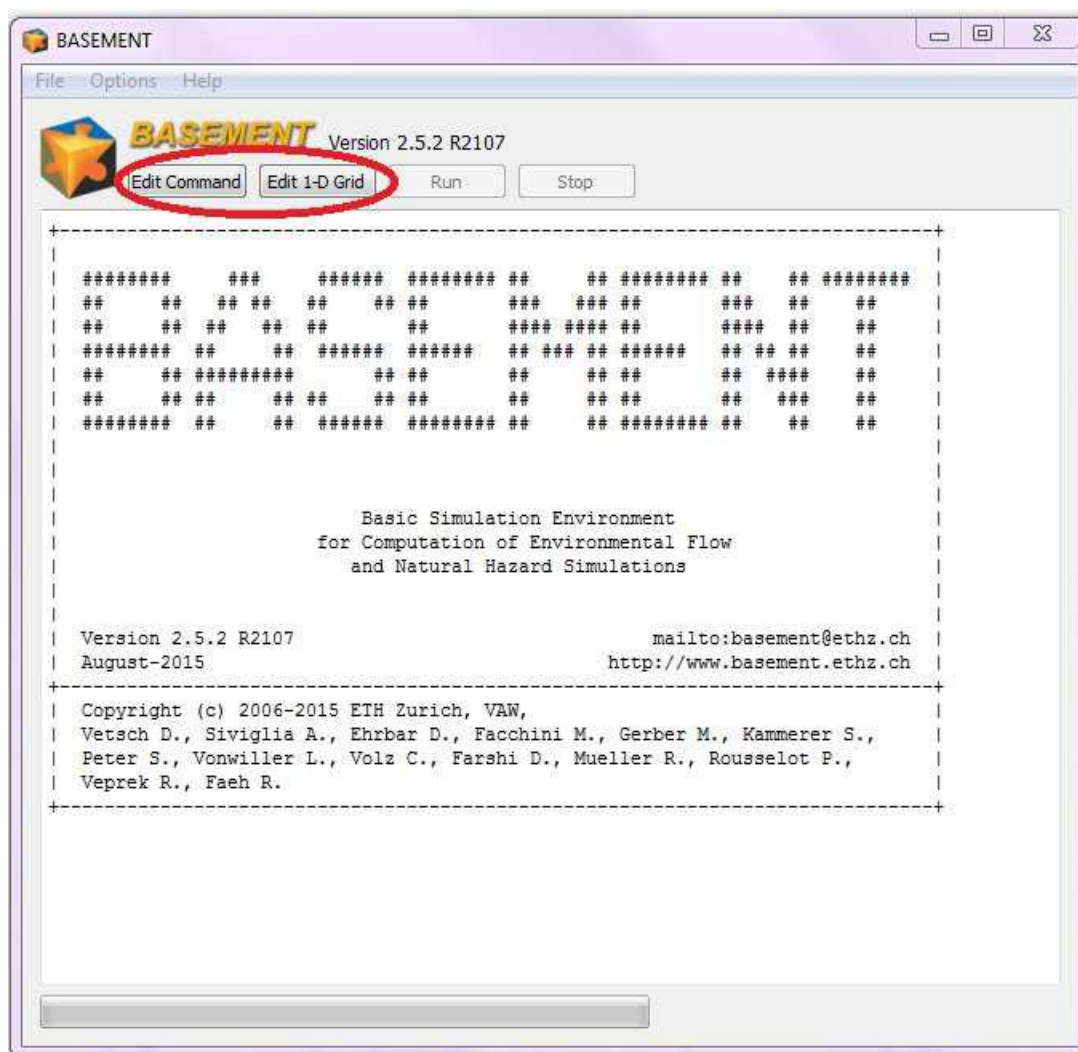 BASEMENT
File Options Help
BASEMENT Version 2.5.2 R2107
Edit Command Edit 1-D Grid Run Stop
+------------------------------------------------------------------------------+
BASEMENT
Basic Simulation Environment
for Computation of Environmental Flow
and Natural Hazard Simulations
Version 2.5.2 R2107 mailto:basement@ethz.ch
August-2015 http://www.basement.ethz.ch
Copyright (c) 2006-2015 ETH Zurich, VAW,
Vetsch D., Siviglia A., Ehrbar D., Facchini M., Gerber M., Kammerer S.,
Peter S., Vonwiller L., Volz C., Farshi D., Mueller R., Rousselot P.,
Veprek R., Faeh R.